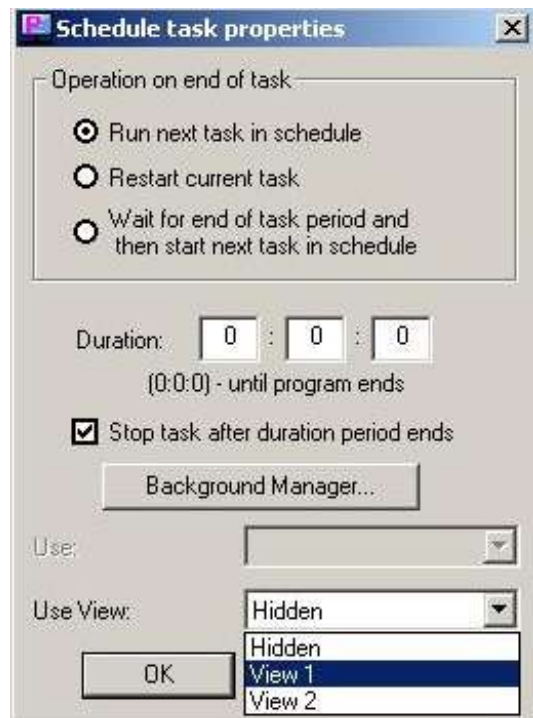 Schedule task properties
Operation on end of task
Run next task in schedule
Restart current task
Wait for end of task period and
then start next task in schedule
Duration: 0 : 0 : 0
(0:0:0) - until program ends
Stop task after duration period ends
Background Manager...
Use:
Use View: Hidden
Hidden
OK View 1
View 2